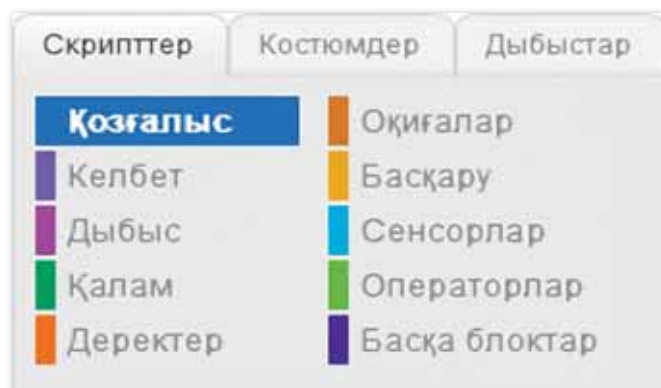 Скрипттер Костюмдер Дыбыстар
Қозғалыс Оқиғалар
Келбет Басқару
Дыбыс Сенсорлар
Қалам Операторлар
Деректер Басқа блоктар